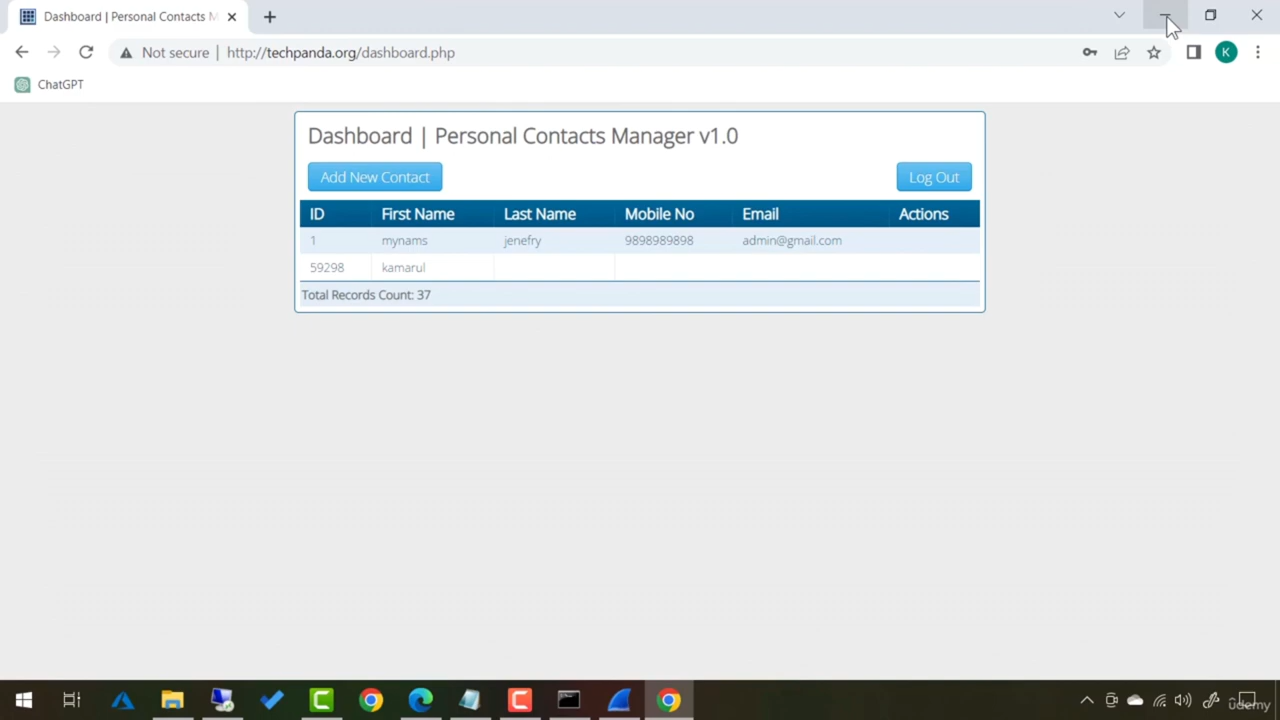 Dashboard | Personal Contacts M
Not secure | http://techpanda.org/dashboard.php
K
ChatGPT
Dashboard | Personal Contacts Manager v1.0
Add New Contact
Log Out
ID First Name Last Name Mobile No Email Actions
1 mynams jenefry 9898989898 admin@gmail.com
59298 kamarul
Total Records Count: 37
udemy